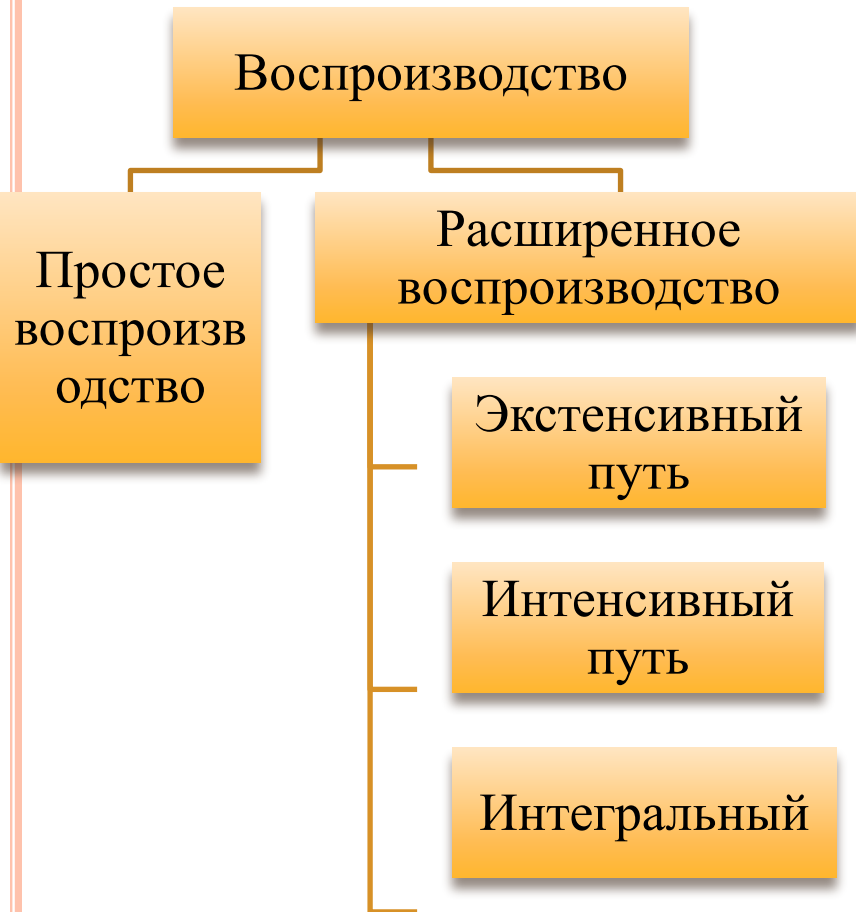 Воспроизводство
Простое
воспроизв
одство
Расширенное
воспроизводство
Экстенсивный
путь
Интенсивный
путь
Интегральный